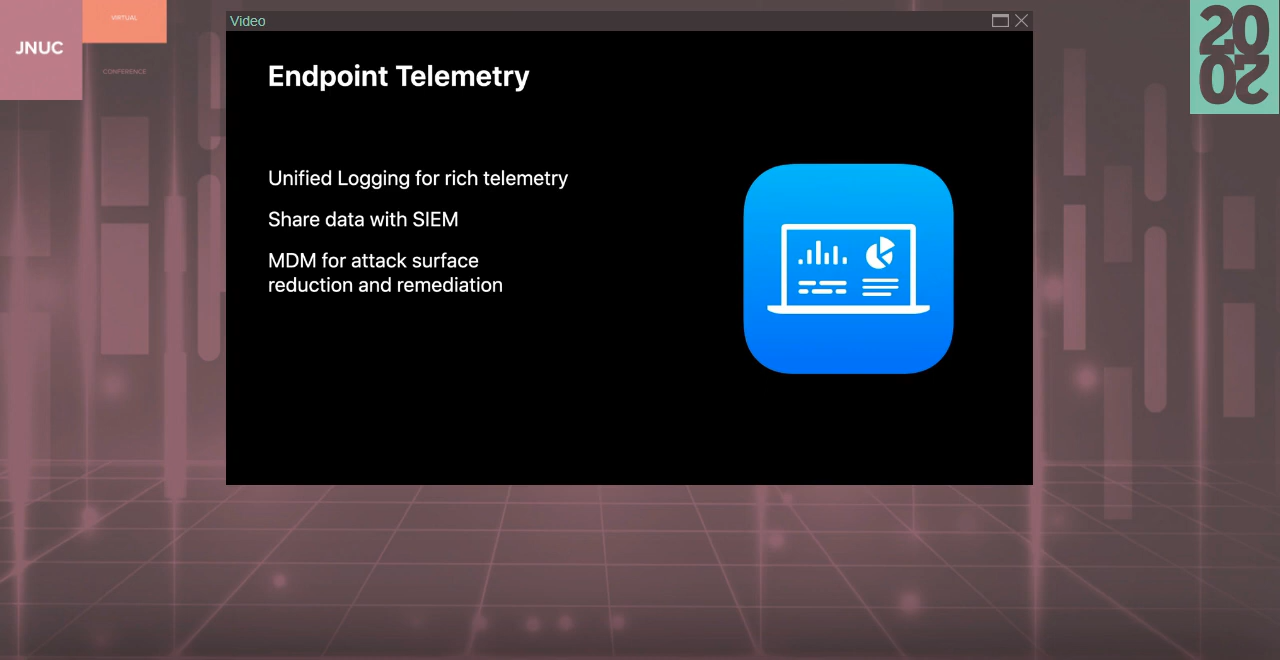 JNUC
VIRTUAL
CONFERENCE
Video
20
20
Endpoint Telemetry
Unified Logging for rich telemetry
Share data with SIEM
MDM for attack surface
reduction and remediation